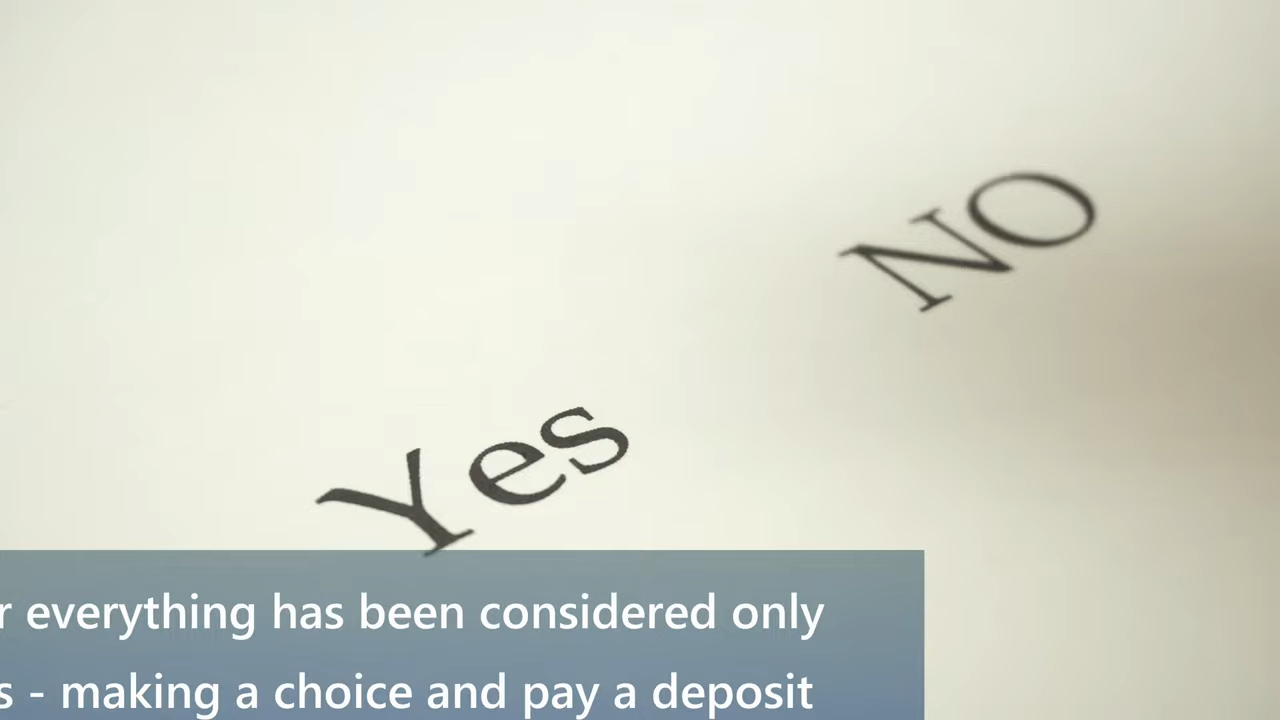 NO
Yes
everything has been considered only
- making a choice and pay a deposit